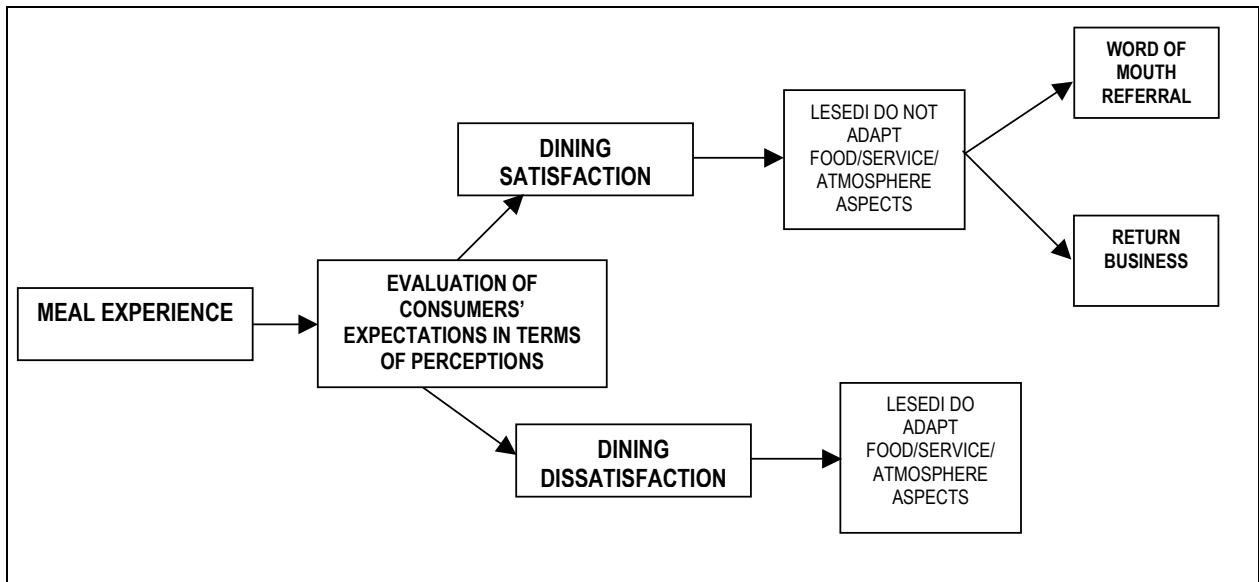 MEAL EXPERIENCE
EVALUATION OF
CONSUMERS’
EXPECTATIONS IN TERMS
OF PERCEPTIONS
DINING
SATISFACTION
LESEDI DO NOT
ADAPT
FOOD/SERVICE/
ATMOSPHERE
ASPECTS
WORD OF
MOUTH
REFERRAL
RETURN
BUSINESS
DINING
DISSATISFACTION
LESEDI DO
ADAPT
FOOD/SERVICE/
ATMOSPHERE
ASPECTS